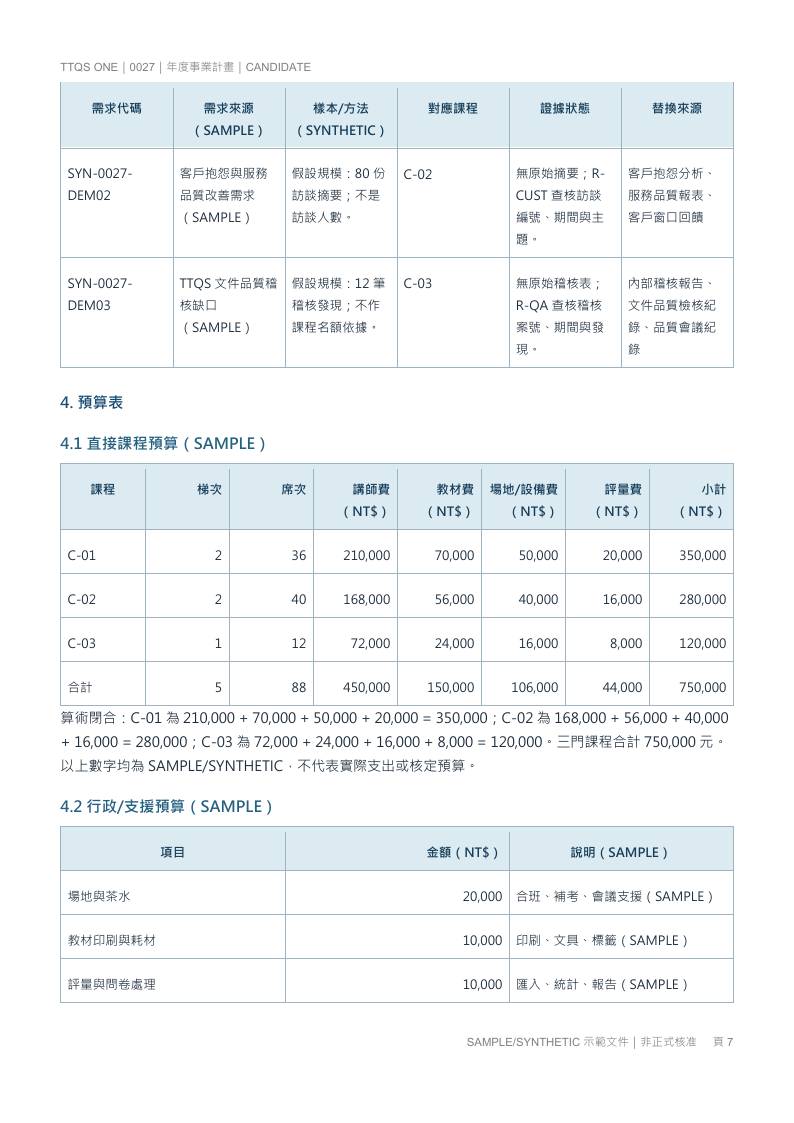 TTQS ONE｜0027｜年度事業計畫｜CANDIDATE
需求代碼 需求來源（SAMPLE） 樣本/方法（SYNTHETIC） 對應課程 證據狀態 替換來源
SYN-0027-DEM02 客戶抱怨與服務品質改善需求（SAMPLE） 假設規模：80 份訪談摘要；不是訪談人數。 C-02 無原始摘要；R-CUST 查核訪談編號、期間與主題。 客戶抱怨分析、服務品質報表、客戶窗口回饋
SYN-0027-DEM03 TTQS 文件品質稽核缺口（SAMPLE） 假設規模：12 筆稽核發現；不作課程名額依據。 C-03 無原始稽核表；R-QA 查核稽核案號、期間與發現。 內部稽核報告、文件品質檢核紀錄、品質會議紀錄
4. 預算表
4.1 直接課程預算（SAMPLE）
課程 梯次 席次 講師費（NT$） 教材費（NT$） 場地/設備費（NT$） 評量費（NT$） 小計（NT$）
C-01 2 36 210,000 70,000 50,000 20,000 350,000
C-02 2 40 168,000 56,000 40,000 16,000 280,000
C-03 1 12 72,000 24,000 16,000 8,000 120,000
合計 5 88 450,000 150,000 106,000 44,000 750,000
算術閉合：C-01 為 210,000 + 70,000 + 50,000 + 20,000 = 350,000；C-02 為 168,000 + 56,000 + 40,000
+ 16,000 = 280,000；C-03 為 72,000 + 24,000 + 16,000 + 8,000 = 120,000。三門課程合計 750,000 元。
以上數字均為 SAMPLE/SYNTHETIC，不代表實際支出或核定預算。
4.2 行政/支援預算（SAMPLE）
項目 金額（NT$） 說明（SAMPLE）
場地與茶水 20,000 合班、補考、會議支援（SAMPLE）
教材印刷與耗材 10,000 印刷、文具、標籤（SAMPLE）
評量與問卷處理 10,000 匯入、統計、報告（SAMPLE）
SAMPLE/SYNTHETIC 示範文件｜非正式核准 頁 7